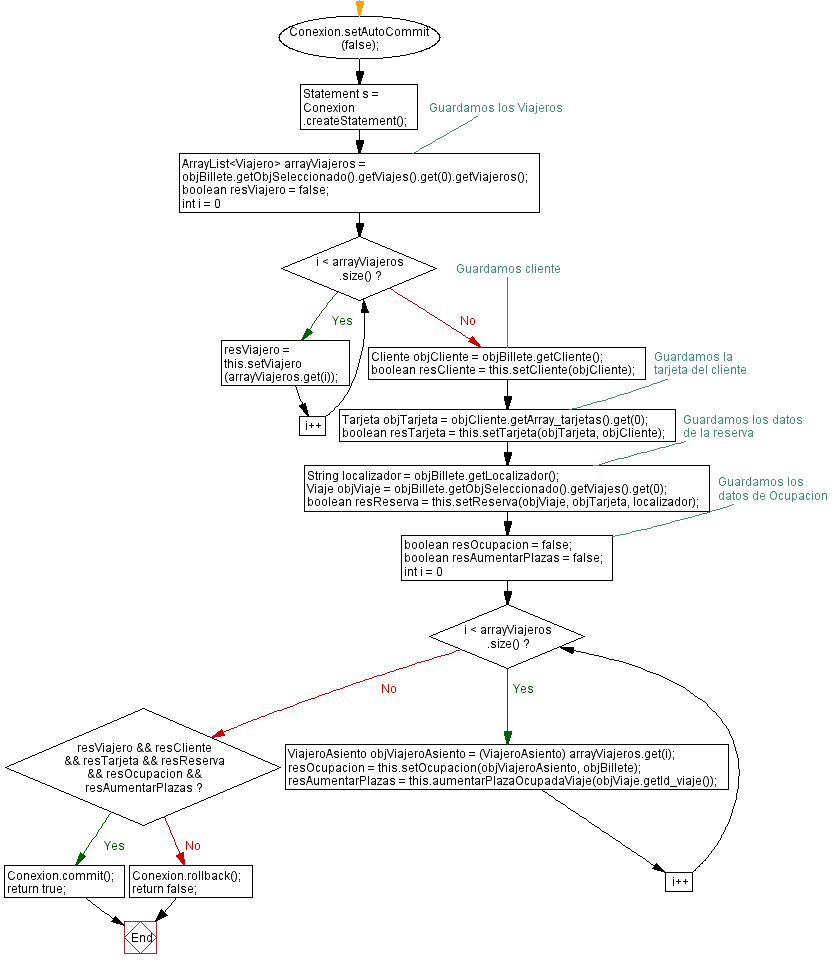 Conexion.setAutoCommit
(false);
Statement s =
Conexion
.createStatement();
Guardamos los Viajeros
ArrayList<Viajero> arrayViajeros =
objBillete.getObjSeleccionado().getViajes().get(0).getViajeros();
boolean resViajero = false;
int i = 0
i < arrayViajeros
.size() ?
Guardamos cliente
Yes
No
resViajero =
this.setViajero
(arrayViajeros.get(i));
i++
Cliente objCliente = objBillete.getCliente();
boolean resCliente = this.setCliente(objCliente);
Guardamos la
tarjeta del cliente
Tarjeta objTarjeta = objCliente.getArray_tarjetas().get(0);
boolean resTarjeta = this.setTarjeta(objTarjeta, objCliente);
Guardamos los datos
de la reserva
String localizador = objBillete.getLocalizador();
Viaje objViaje = objBillete.getObjSeleccionado().getViajes().get(0);
boolean resReserva = this.setReserva(objViaje, objTarjeta, localizador);
Guardamos los
datos de Ocupacion
boolean resOcupacion = false;
boolean resAumentarPlazas = false;
int i = 0
i < arrayViajeros
.size() ?
No
Yes
resViajero && resCliente
&& resTarjeta && resReserva
&& resOcupacion &&
resAumentarPlazas ?
ViajeroAsiento objViajeroAsiento = (ViajeroAsiento) arrayViajeros.get(i);
resOcupacion = this.setOcupacion(objViajeroAsiento, objBillete);
resAumentarPlazas = this.aumentarPlazaOcupadaViaje(objViaje.getId_viaje());
Yes
No
i++
Conexion.commit();
return true;
Conexion.rollback();
return false;
End